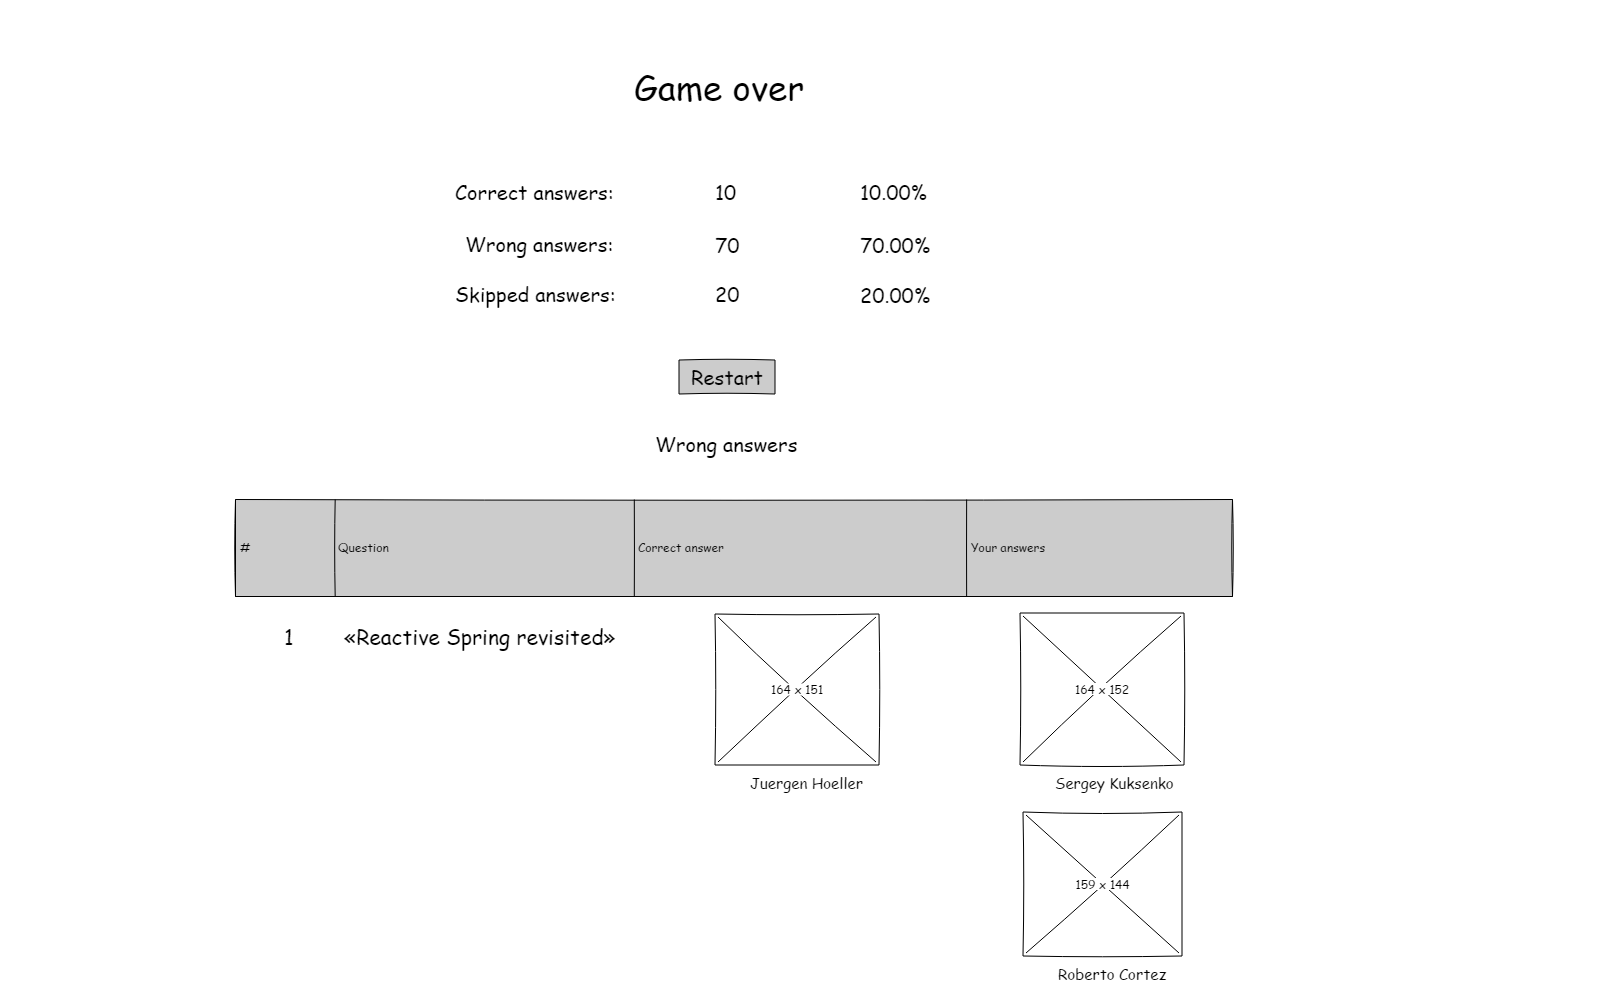 Game over
Correct answers: 10 10.00%
Wrong answers: 70 70.00%
Skipped answers: 20 20.00%
Restart
Wrong answers
# Question Correct answer Your answers
1 «Reactive Spring revisited»
164 x 151 164 x 152
Juergen Hoeller Sergey Kuksenko
159 x 144
Roberto Cortez